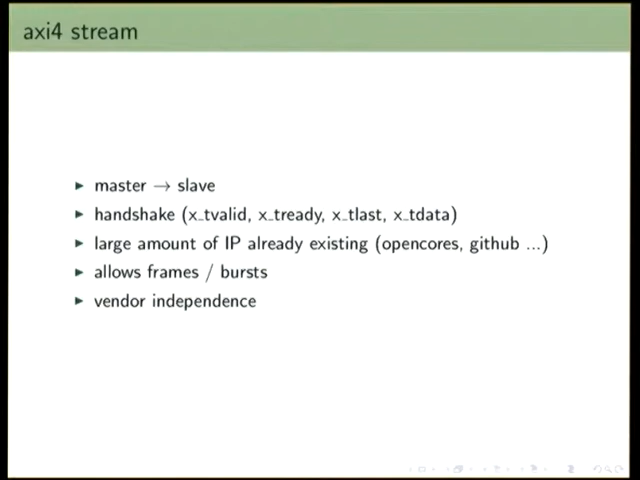 axi4 stream
▶ master → slave
▶ handshake (x_tvalid, x_tready, x_tlast, x_tdata)
▶ large amount of IP already existing (opencores, github ...)
▶ allows frames / bursts
▶ vendor independence